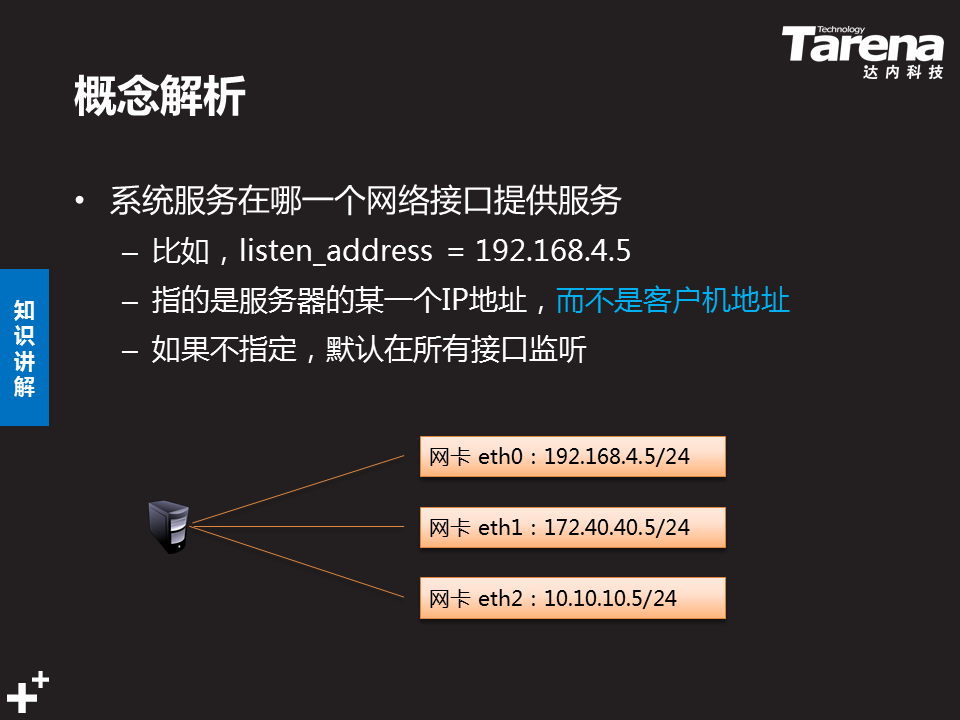 Technology
Tarena
达内科技
概念解析
• 系统服务在哪一个网络接口提供服务
– 比如，listen_address = 192.168.4.5
– 指的是服务器的某一个IP地址，而不是客户机地址
– 如果不指定，默认在所有接口监听
知识讲解
网卡 eth0：192.168.4.5/24
网卡 eth1：172.40.40.5/24
网卡 eth2：10.10.10.5/24